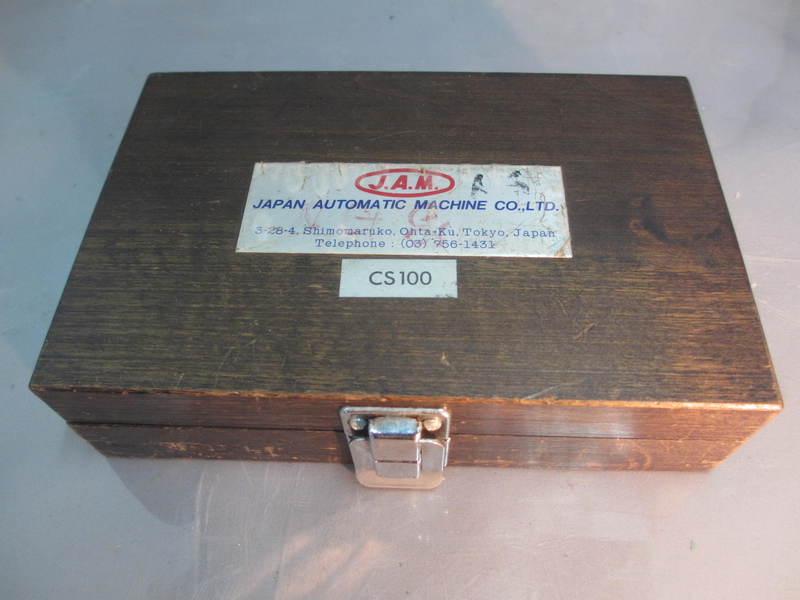 J.A.M.
JAPAN AUTOMATIC MACHINE CO.,LTD.
3-28-4, Shimomaruko, Ohta-Ku, Tokyo, Japan
Telephone : (03) 756-1431
CS100